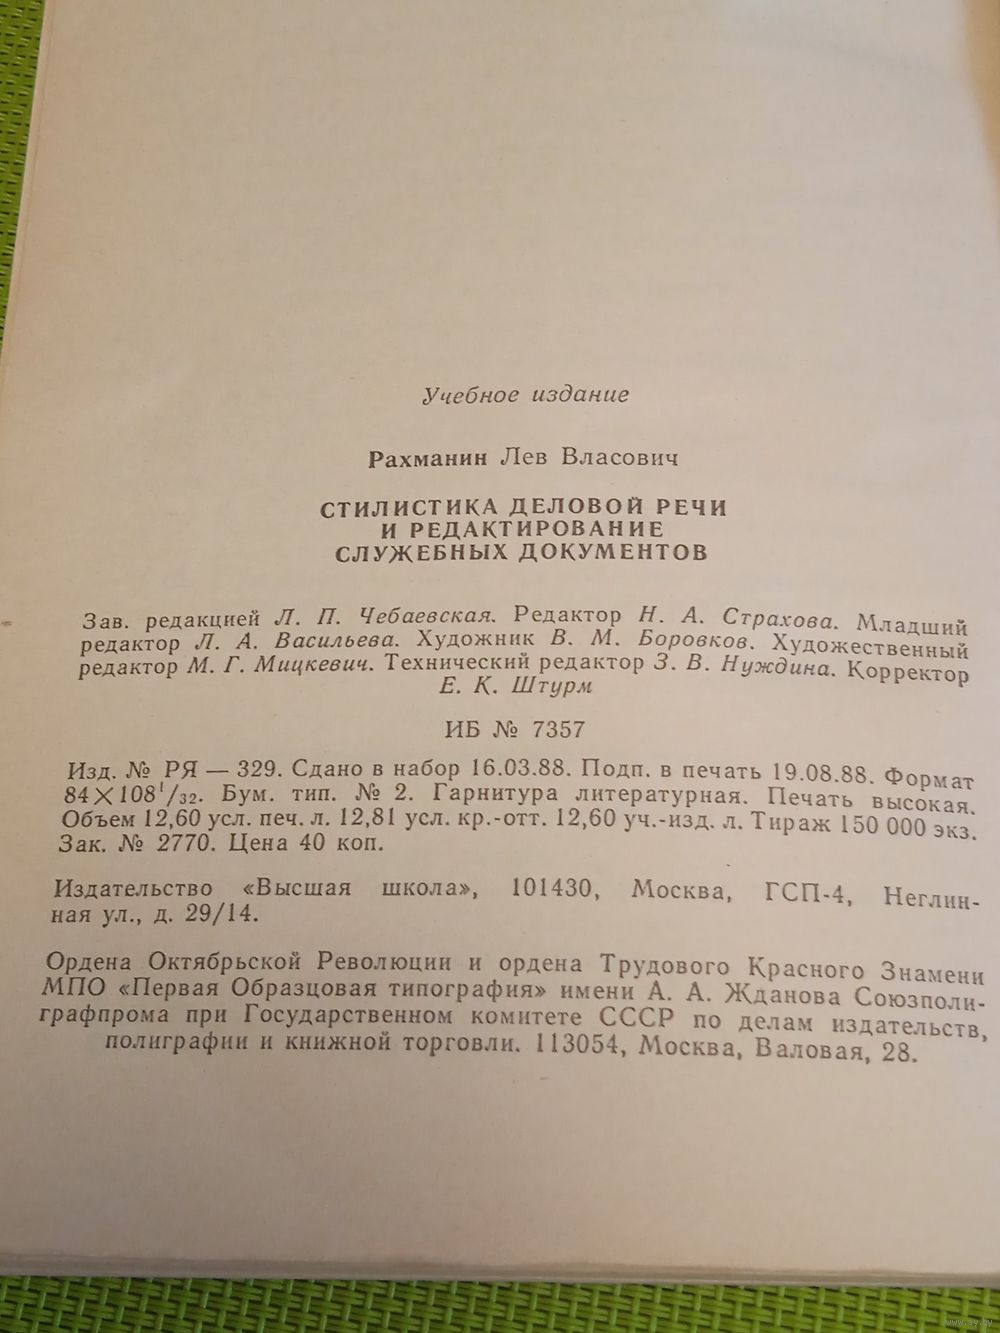 Учебное издание
Рахманин Лев Власович
СТИЛИСТИКА ДЕЛОВОЙ РЕЧИ
И РЕДАКТИРОВАНИЕ
СЛУЖЕБНЫХ ДОКУМЕНТОВ
Зав. редакцией Л. П. Чебаевская. Редактор Н. А. Страхова. Младший
редактор Л. А. Васильева. Художник В. М. Боровков. Художественный
редактор М. Г. Мицкевич. Технический редактор З. В. Нуждина. Корректор
Е. К. Штурм
ИБ № 7357
Изд. № РЯ — 329. Сдано в набор 16.03.88. Подп. в печать 19.08.88. Формат
84×108¹/₃₂. Бум. тип. № 2. Гарнитура литературная. Печать высокая.
Объем 12,60 усл. печ. л. 12,81 усл. кр.-отт. 12,60 уч.-изд. л. Тираж 150 000 экз.
Зак. № 2770. Цена 40 коп.
Издательство «Высшая школа», 101430, Москва, ГСП-4, Неглин-
ная ул., д. 29/14.
Ордена Октябрьской Революции и ордена Трудового Красного Знамени
МПО «Первая Образцовая типография» имени А. А. Жданова Союзполи-
графпрома при Государственном комитете СССР по делам издательств,
полиграфии и книжной торговли. 113054, Москва, Валовая, 28.
www.ay.by